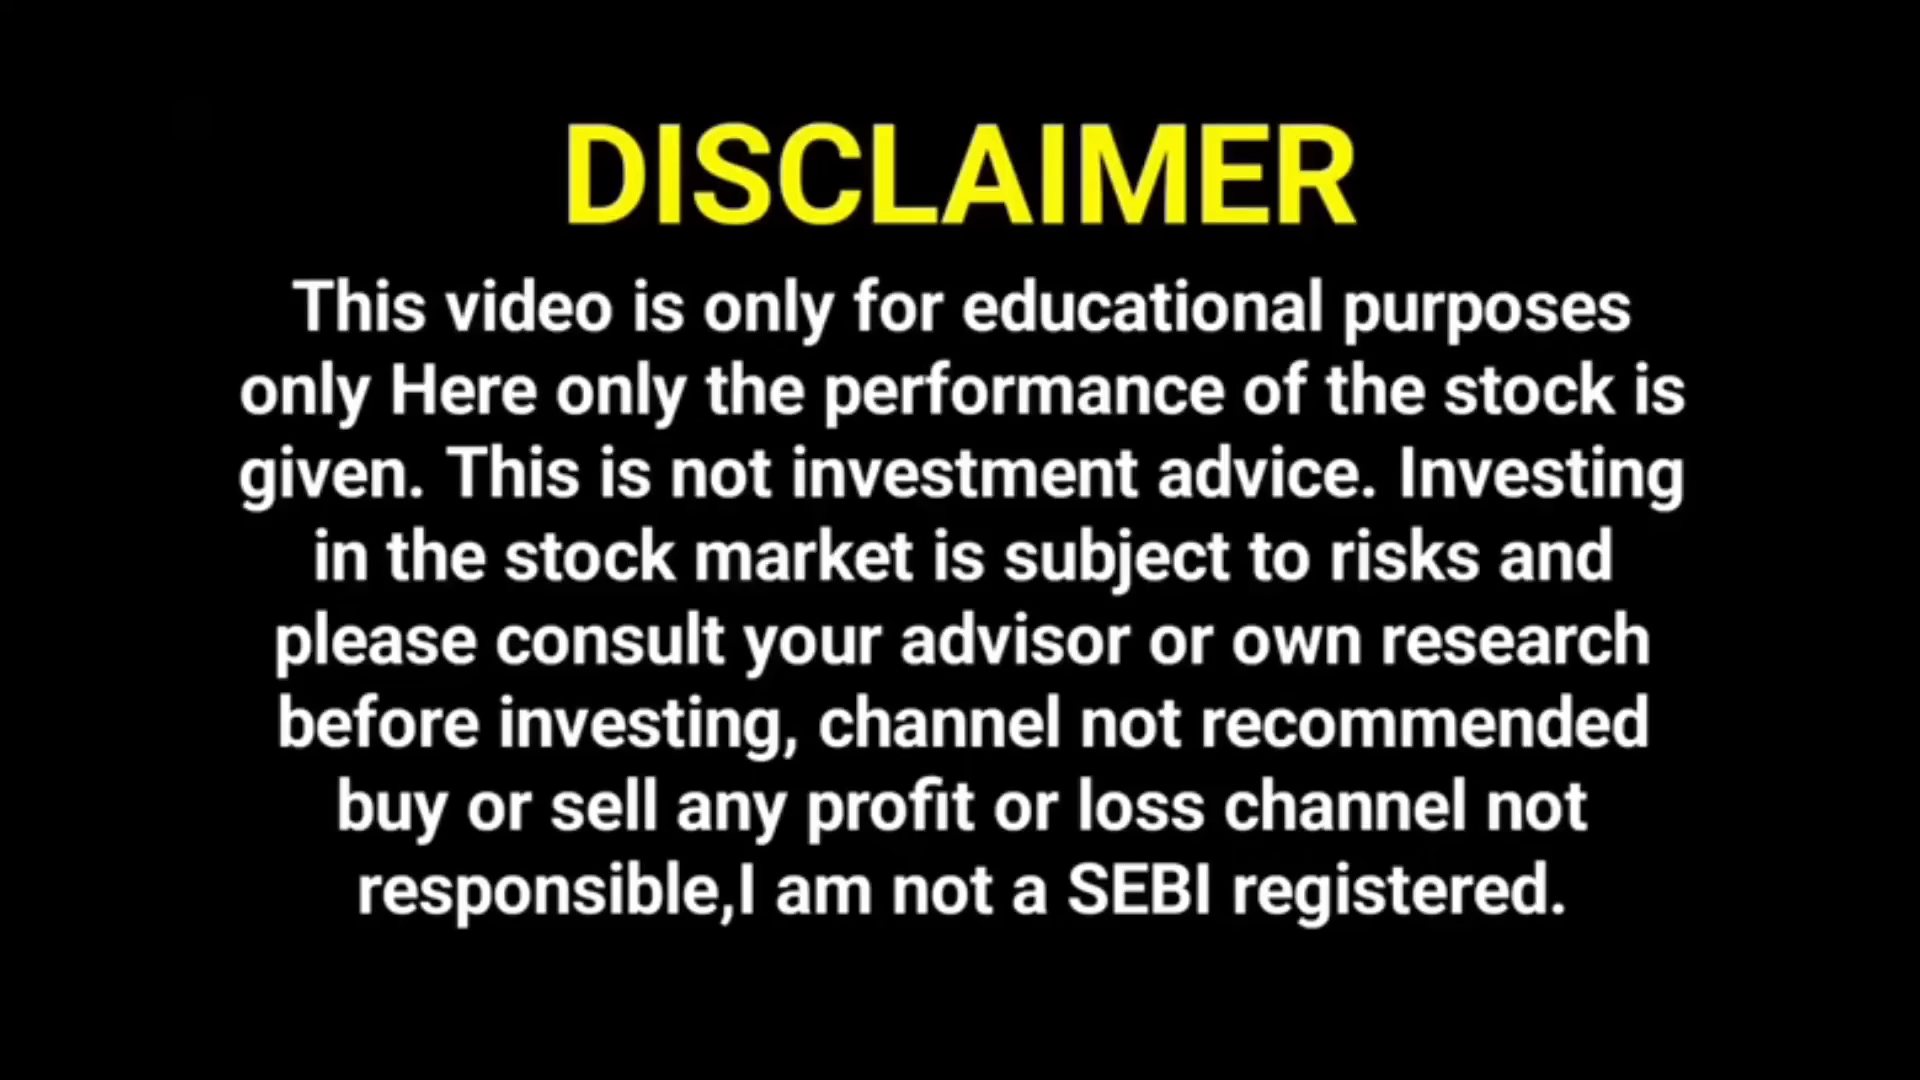 DISCLAIMER
This video is only for educational purposes
only Here only the performance of the stock is
given. This is not investment advice. Investing
in the stock market is subject to risks and
please consult your advisor or own research
before investing, channel not recommended
buy or sell any profit or loss channel not
responsible,I am not a SEBI registered.